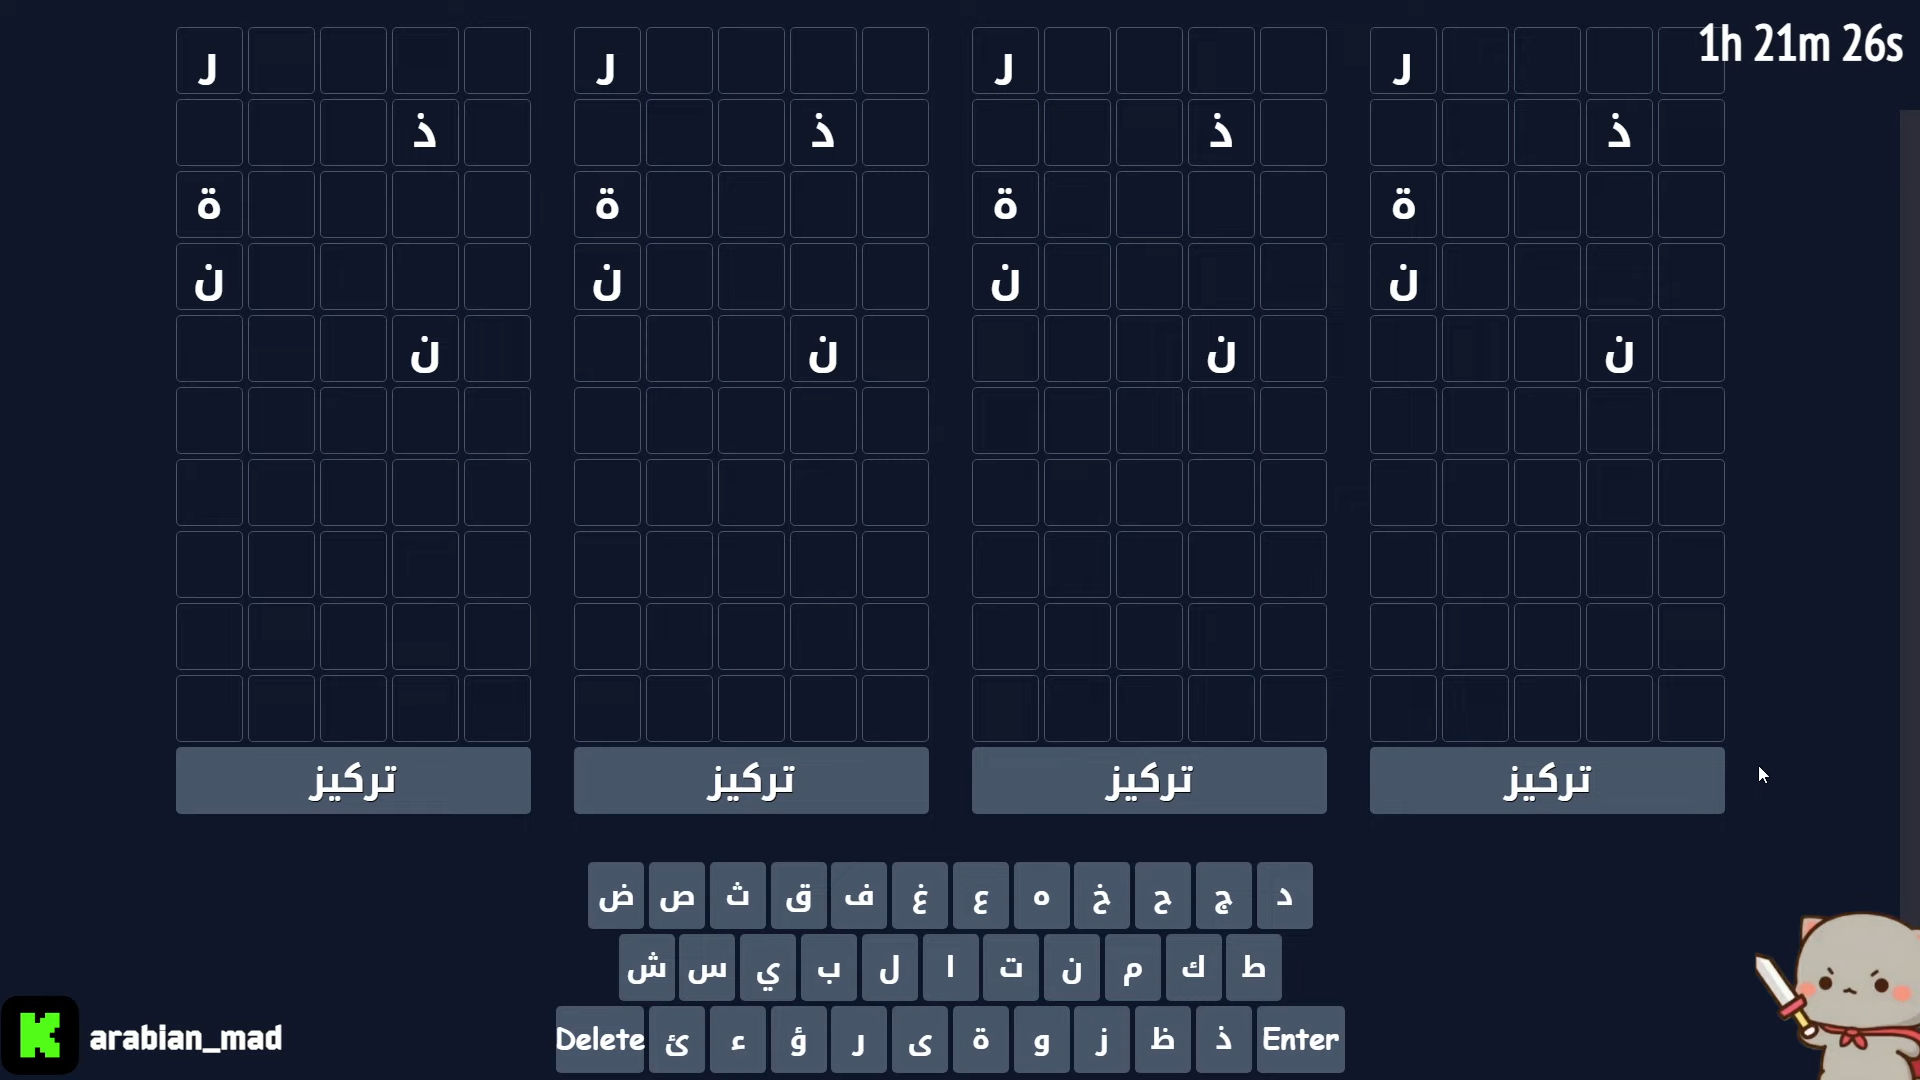 1h 21m 26s
ر ر ر ر
ذ ذ ذ ذ
ة ة ة ة
ن ن ن ن
ن ن ن ن
تركيز تركيز تركيز تركيز
د ج ح خ ه ع غ ف ق ث ص ض
ط ك م ن ت ا ل ب ي س ش
Enter ذ ظ ز و ة ى ر ؤ ء ئ Delete
arabian_mad